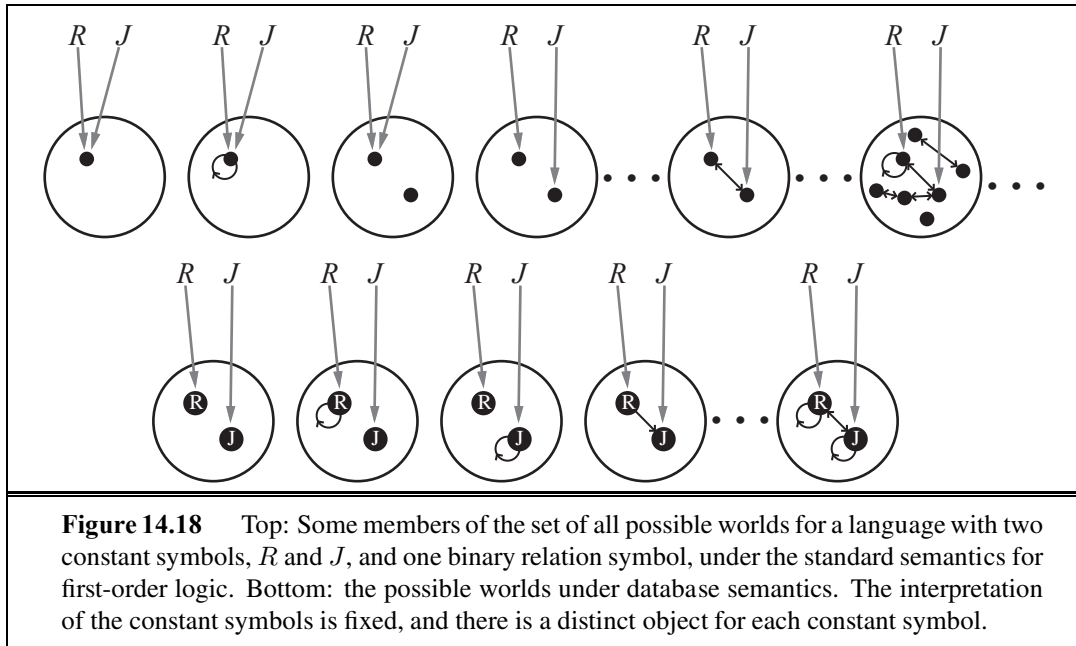 R J R J R J R J R J R J
R J R J R J R J R J
R R R R R
J J J J J
Figure 14.18 Top: Some members of the set of all possible worlds for a language with two
constant symbols, R and J, and one binary relation symbol, under the standard semantics for
first-order logic. Bottom: the possible worlds under database semantics. The interpretation
of the constant symbols is fixed, and there is a distinct object for each constant symbol.